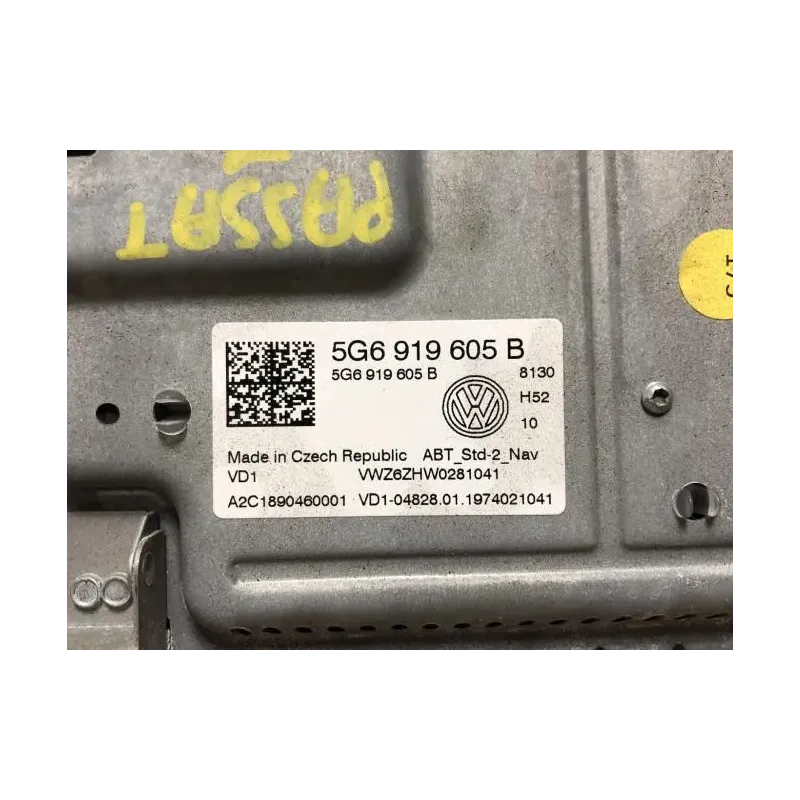 PASSAT
5G6 919 605 B
5G6 919 605 B 8130
H52
10
Made in Czech Republic ABT_Std-2_Nav
VD1 VWZ6ZHW0281041
A2C1890460001 VD1-04828.01.1974021041